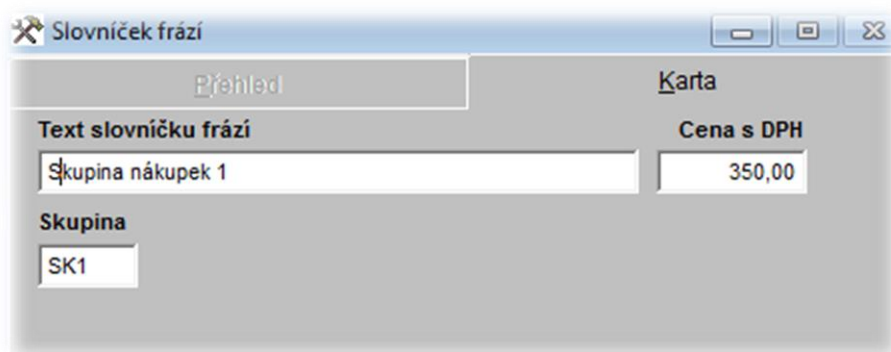 Slovníček frází
Přehled Karta
Text slovníčku frází Cena s DPH
Skupina nákupek 1 350,00
Skupina
SK1